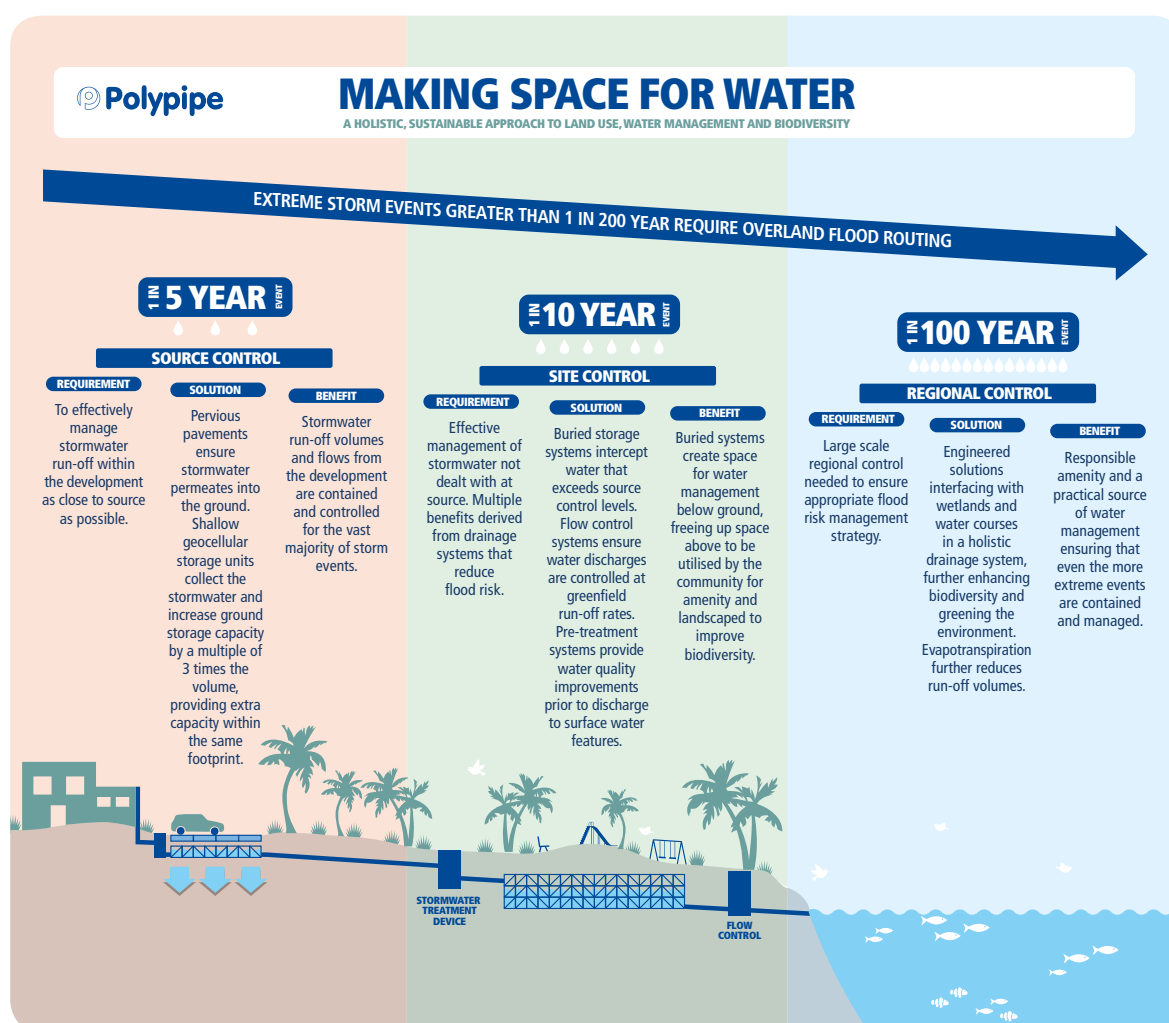 Polypipe
MAKING SPACE FOR WATER
A HOLISTIC, SUSTAINABLE APPROACH TO LAND USE, WATER MANAGEMENT AND BIODIVERSITY
EXTREME STORM EVENTS GREATER THAN 1 IN 200 YEAR REQUIRE OVERLAND FLOOD ROUTING
1 IN 5 YEAR EVENT
SOURCE CONTROL
REQUIREMENT
To effectively
manage
stormwater
run-off within
the development
as close to source
as possible.
SOLUTION
Pervious
pavements
ensure
stormwater
permeates into
the ground.
Shallow
geocellular
storage units
collect the
stormwater and
increase ground
storage capacity
by a multiple of
3 times the
volume,
providing extra
capacity within
the same
footprint.
BENEFIT
Stormwater
run-off volumes
and flows from
the development
are contained
and controlled
for the vast
majority of storm
events.
1 IN 10 YEAR EVENT
SITE CONTROL
REQUIREMENT
Effective
management of
stormwater not
dealt with at
source. Multiple
benefits derived
from drainage
systems that
reduce
flood risk.
SOLUTION
Buried storage
systems intercept
water that
exceeds source
control levels.
Flow control
systems ensure
water discharges
are controlled at
greenfield
run-off rates.
Pre-treatment
systems provide
water quality
improvements
prior to discharge
to surface water
features.
BENEFIT
Buried systems
create space
for water
management
below ground,
freeing up space
above to be
utilised by the
community for
amenity and
landscaped to
improve
biodiversity.
1 IN 100 YEAR EVENT
REGIONAL CONTROL
REQUIREMENT
Large scale
regional control
needed to ensure
appropriate flood
risk management
strategy.
SOLUTION
Engineered
solutions
interfacing with
wetlands and
water courses
in a holistic
drainage system,
further enhancing
biodiversity and
greening the
environment.
Evapotranspiration
further reduces
run-off volumes.
BENEFIT
Responsible
amenity and a
practical source
of water
management
ensuring that
even the more
extreme events
are contained
and managed.
STORMWATER
TREATMENT
DEVICE
FLOW
CONTROL